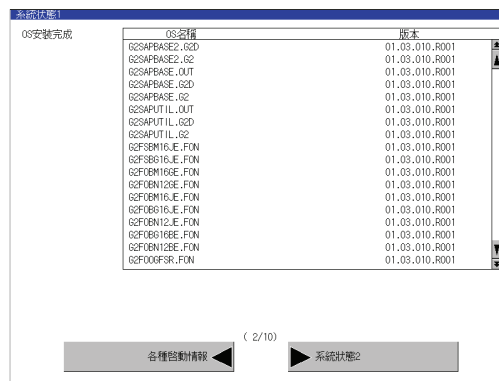 系統狀態1
OS安裝完成
OS名稱 版本
G2SAPBASE2.G2D 01.03.010.R001
G2SAPBASE2.G2 01.03.010.R001
G2SAPBASE.OUT 01.03.010.R001
G2SAPBASE.G2D 01.03.010.R001
G2SAPBASE.G2 01.03.010.R001
G2SAPUTIL.OUT 01.03.010.R001
G2SAPUTIL.G2D 01.03.010.R001
G2SAPUTIL.G2 01.03.010.R001
G2FSBM16JE.FON 01.03.010.R001
G2FSBG16JE.FON 01.03.010.R001
G2FOBM16GE.FON 01.03.010.R001
G2FOBN12GE.FON 01.03.010.R001
G2FOBM16JE.FON 01.03.010.R001
G2FOBG16JE.FON 01.03.010.R001
G2FOBN12JE.FON 01.03.010.R001
G2FOBG16BE.FON 01.03.010.R001
G2FOBN12BE.FON 01.03.010.R001
G2FOOGFSR.FON 01.03.010.R001
( 2/10)
各種啓動情報 系統狀態2